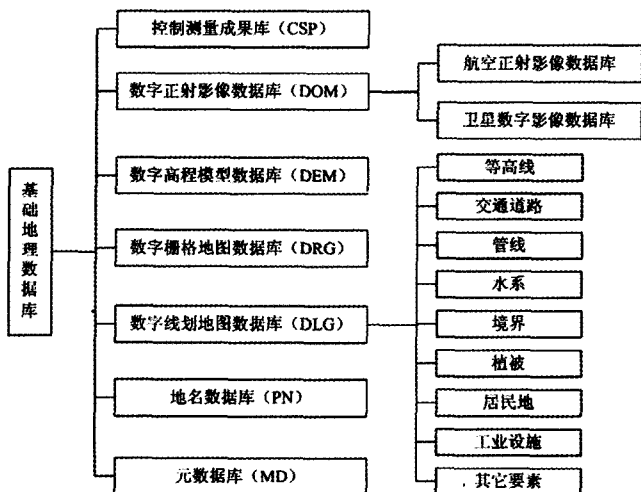 基础地理数据库
控制测量成果库（CSP）
数字正射影像数据库（DOM）
航空正射影像数据库
卫星数字影像数据库
数字高程模型数据库（DEM）
数字栅格地图数据库（DRG）
数字线划地图数据库（DLG）
等高线
交通道路
管线
水系
境界
植被
居民地
工业设施
其它要素
地名数据库（PN）
元数据库（MD）